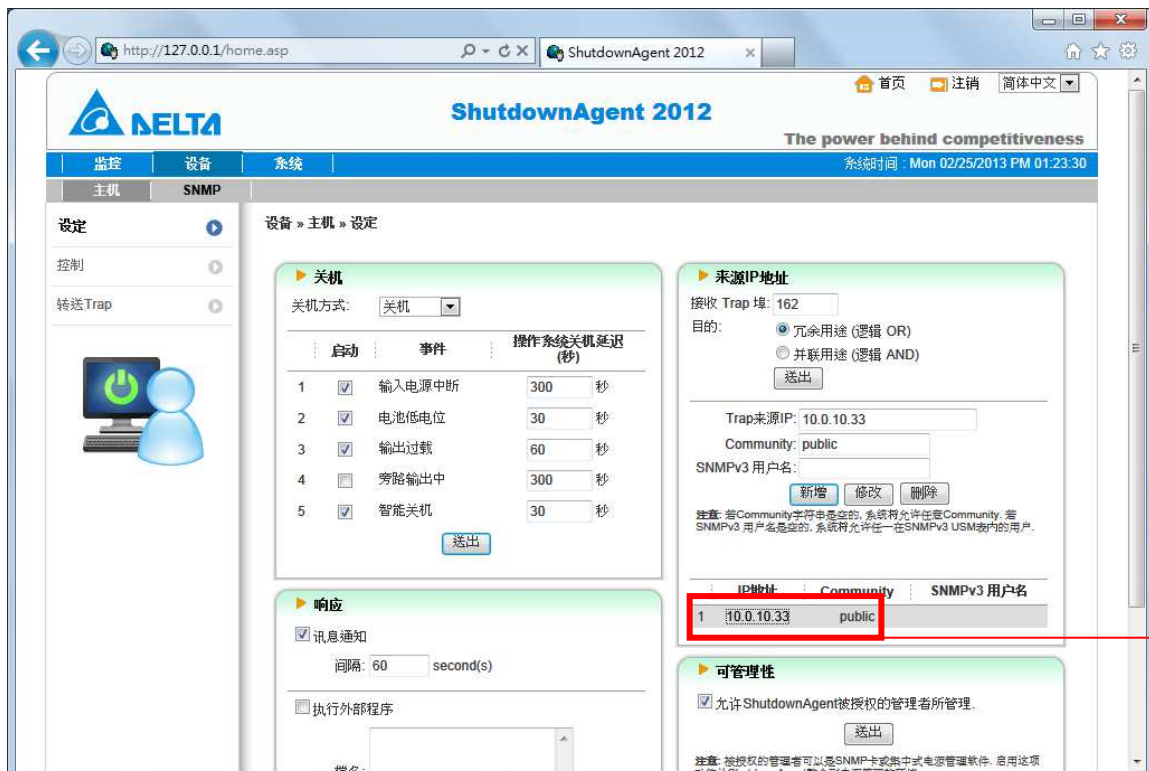 http://127.0.0.1/home.asp
ShutdownAgent 2012
首页 注销 简体中文
DELTA
ShutdownAgent 2012
The power behind competitiveness
监控 设备 系统
系统时间 : Mon 02/25/2013 PM 01:23:30
主机 SNMP
设定
控制
转送Trap
设备 » 主机 » 设定
关机
关机方式: 关机
启动 事件 操作系统关机延迟 (秒)
1 输入电源中断 300 秒
2 电池低电位 30 秒
3 输出过载 60 秒
4 旁路输出中 300 秒
5 智能关机 30 秒
送出
响应
讯息通知
间隔: 60 second(s)
执行外部程序
档名:
来源IP地址
接收 Trap 埠: 162
目的: 冗余用途 (逻辑 OR)
并联用途 (逻辑 AND)
送出
Trap来源IP: 10.0.10.33
Community: public
SNMPv3 用户名:
新增 修改 删除
注意: 若Community字符串是空的, 系统将允许任意Community. 若
SNMPv3 用户名是空的, 系统将允许任一在SNMPv3 USM表内的用户.
IP地址 Community SNMPv3 用户名
1 10.0.10.33 public
可管理性
允许ShutdownAgent被授权的管理者所管理.
送出
注意: 被授权的管理者可以是SNMP卡或集中式电源管理软件. 启用这项